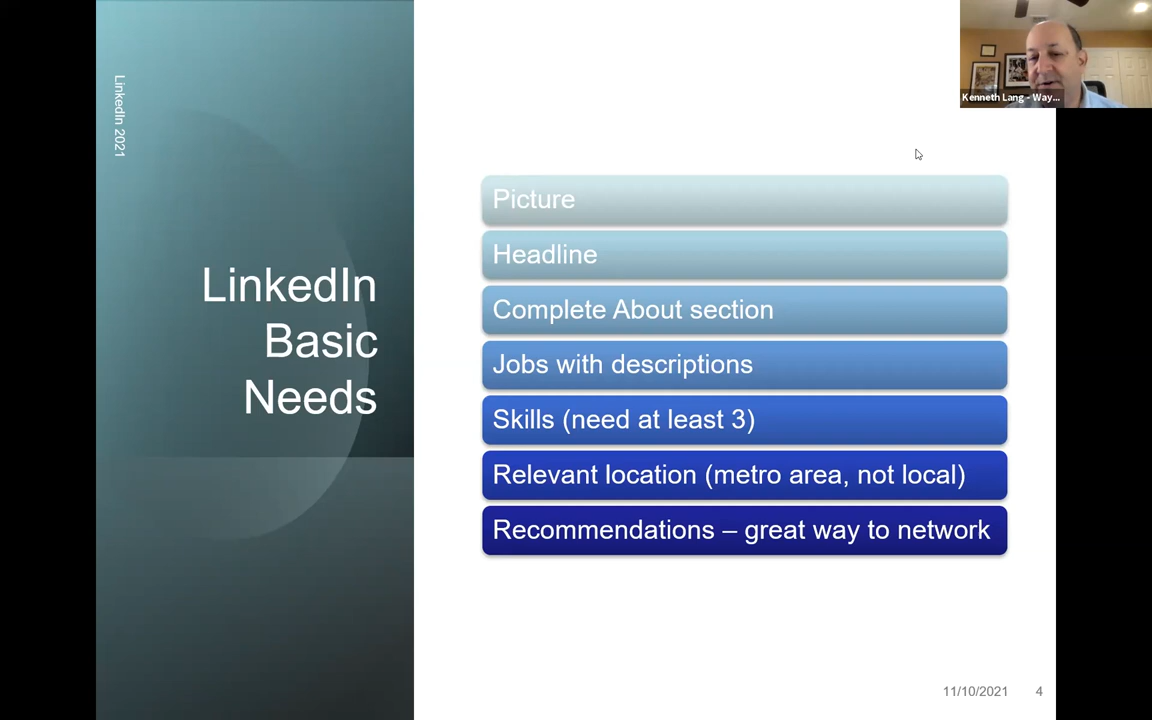 LinkedIn 2021
LinkedIn
Basic
Needs
Picture
Headline
Complete About section
Jobs with descriptions
Skills (need at least 3)
Relevant location (metro area, not local)
Recommendations – great way to network
Kenneth Lang - Way...
11/10/2021
4